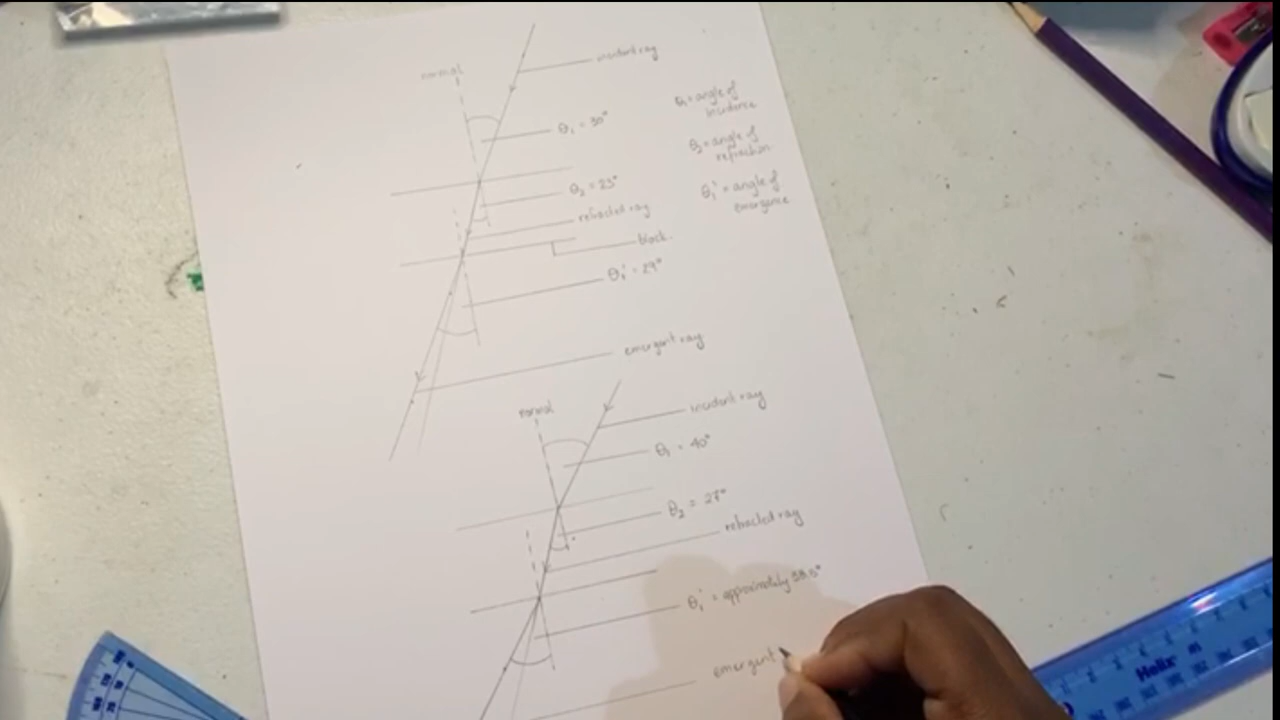 incident ray
normal
θ₁ = angle of
incidence
θ₁ = 30°
θ₂ = angle of
refraction
θ₂ = 23°
θ₁' = angle of
emergence
refracted ray
block
θ₁' = 29°
emergent ray
incident ray
normal
θ₁ = 40°
θ₂ = 27°
refracted ray
θ₁' = approximately 38.5°
emergent
Helix